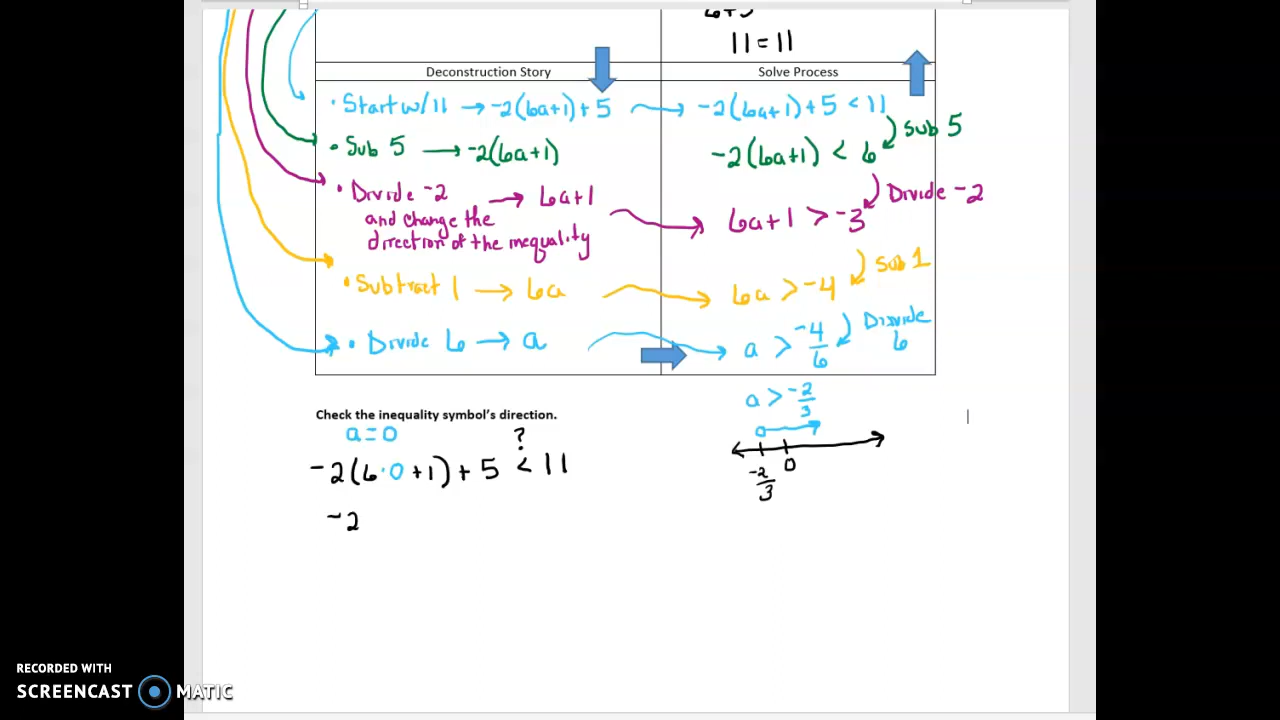 11 = 11
Deconstruction Story
Solve Process
• Start w/ 11 → -2(6a+1) + 5
-2(6a+1) + 5 < 11
Sub 5
• Sub 5 → -2(6a+1)
-2(6a+1) < 6
• Divide -2 → 6a+1
and change the
direction of the inequality
Divide -2
6a+1 > -3
Sub 1
• Subtract 1 → 6a
6a > -4
• Divide 6 → a
a > -4/6
Divide
6
a > -2/3
Check the inequality symbol's direction.
a = 0
?
-2(6·0+1) + 5 < 11
0
-2/3
-2
RECORDED WITH
SCREENCAST MATIC